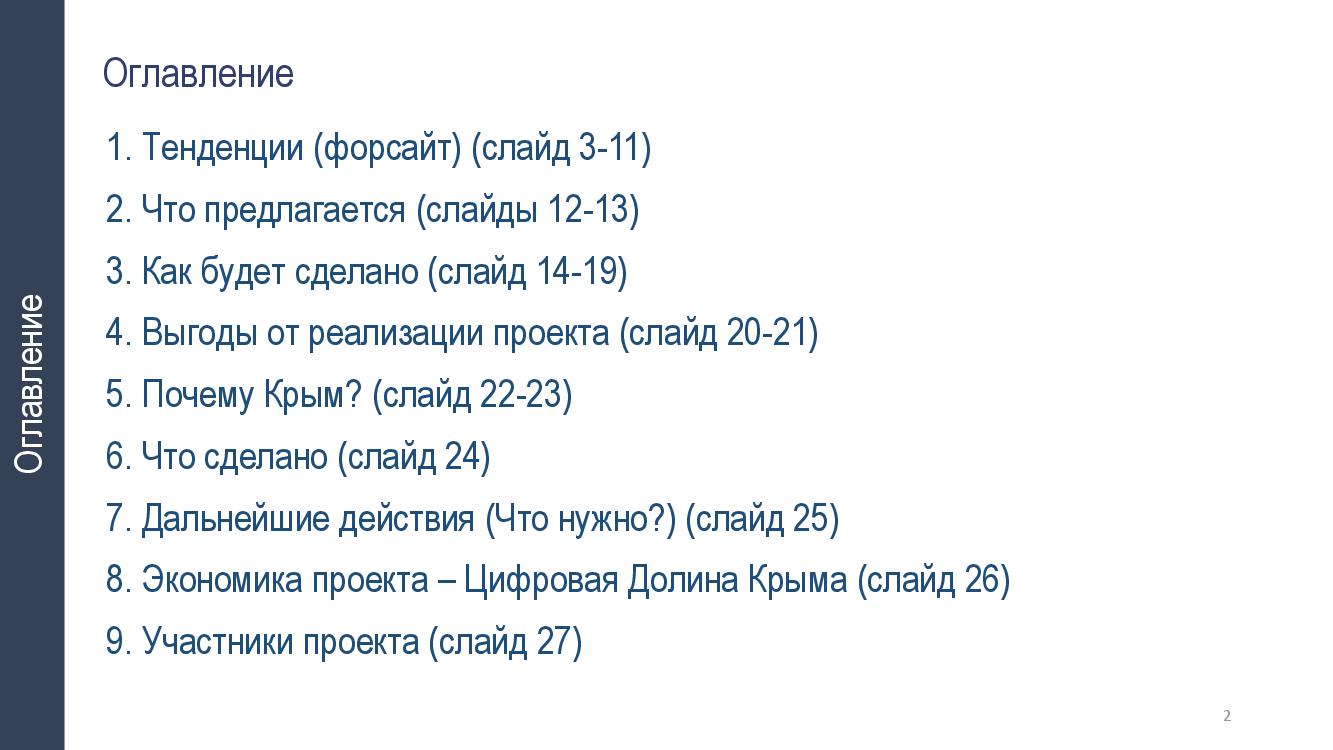 Оглавление
Оглавление
1. Тенденции (форсайт) (слайд 3-11)
2. Что предлагается (слайды 12-13)
3. Как будет сделано (слайд 14-19)
4. Выгоды от реализации проекта (слайд 20-21)
5. Почему Крым? (слайд 22-23)
6. Что сделано (слайд 24)
7. Дальнейшие действия (Что нужно?) (слайд 25)
8. Экономика проекта – Цифровая Долина Крыма (слайд 26)
9. Участники проекта (слайд 27)
2